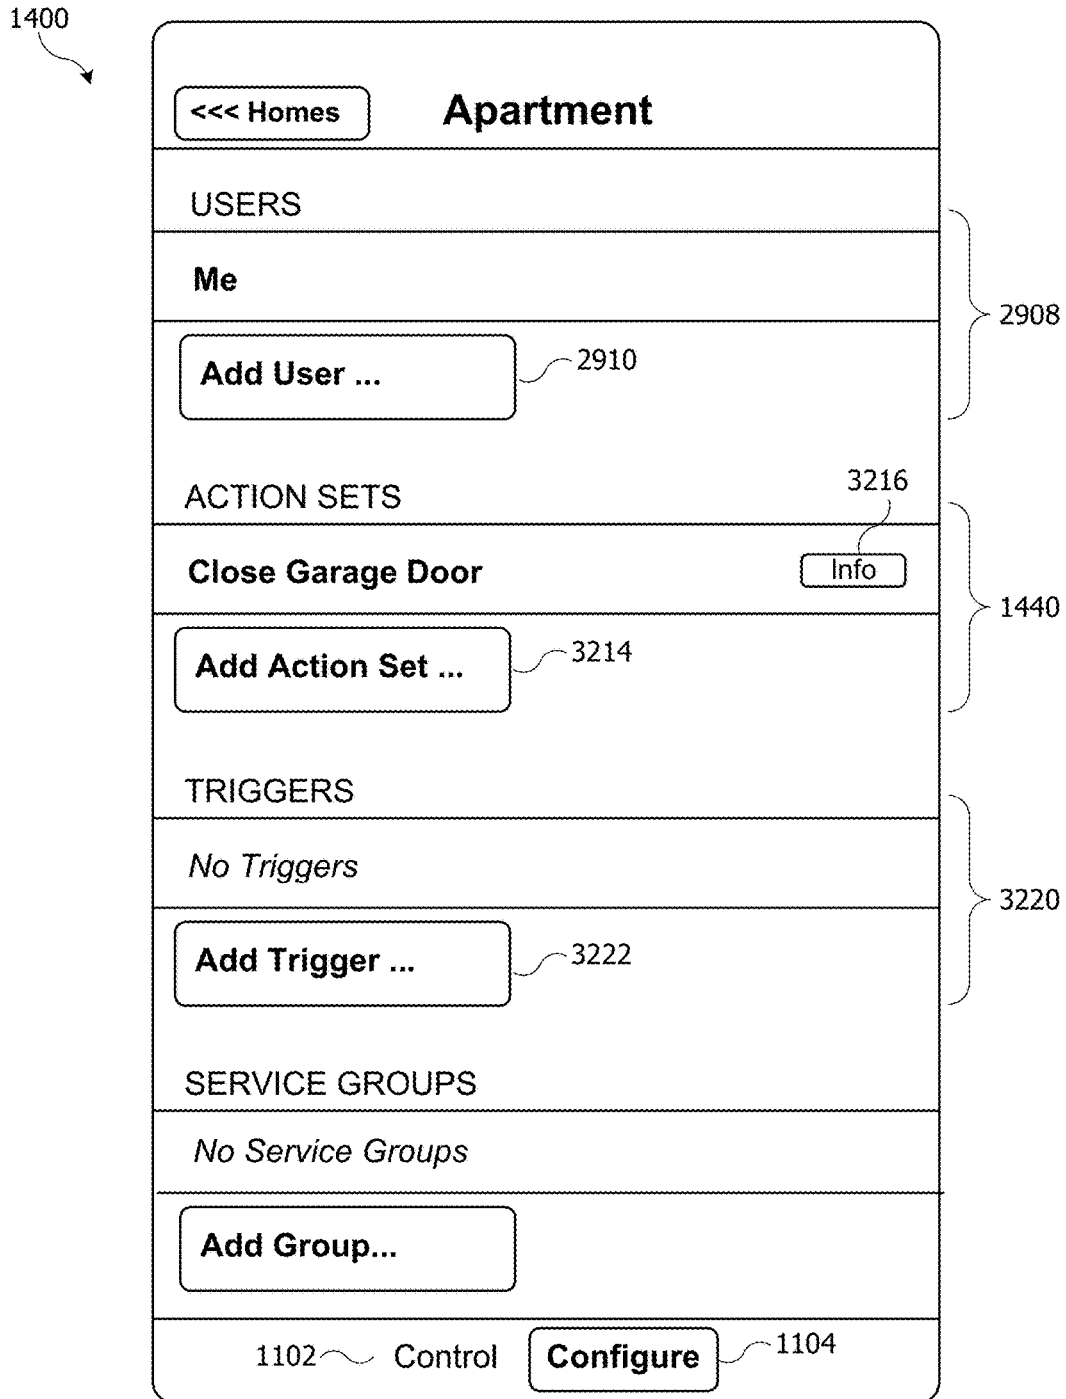 1400
<<< Homes Apartment
USERS
Me
2908
Add User ... 2910
3216
ACTION SETS
Close Garage Door Info
1440
Add Action Set ... 3214
TRIGGERS
No Triggers
3220
Add Trigger ... 3222
SERVICE GROUPS
No Service Groups
Add Group...
1102 Control Configure 1104